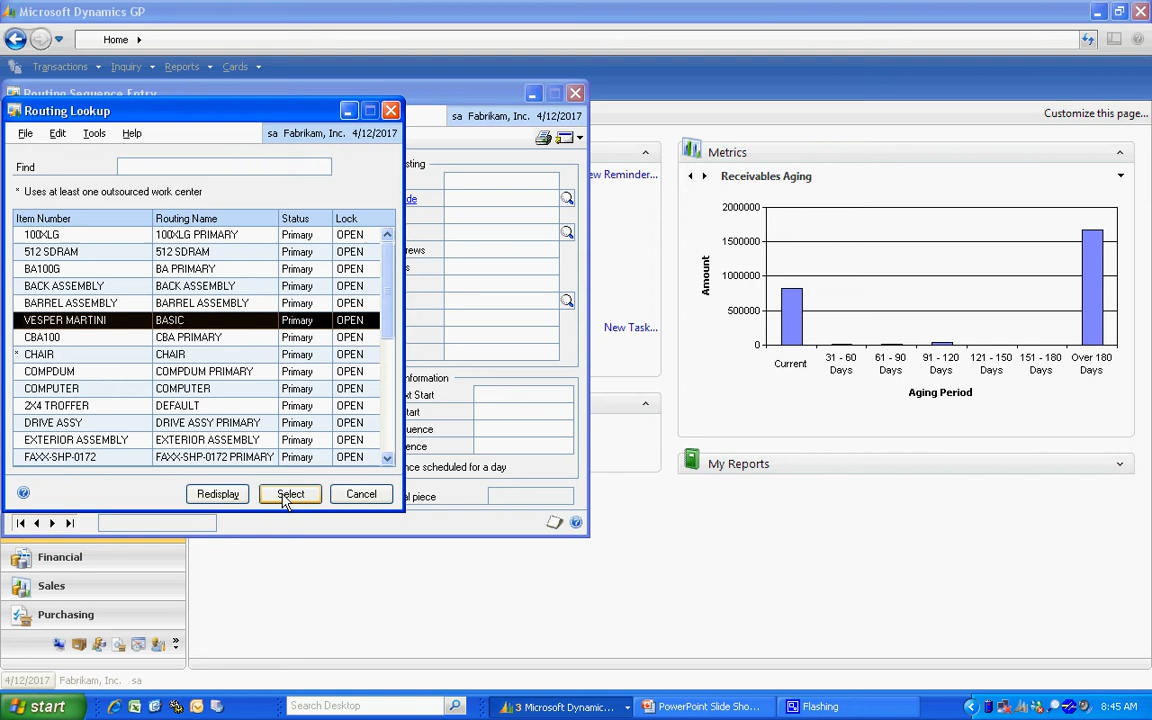 Microsoft Dynamics GP
Home
Transactions Inquiry Reports Cards
Routing Sequence Entry
sa Fabrikam, Inc. 4/12/2017
Customize this page...
Routing Lookup
File Edit Tools Help
sa Fabrikam, Inc. 4/12/2017
Find
* Uses at least one outsourced work center
Item Number Routing Name Status Lock
100XLG 100XLG PRIMARY Primary OPEN
512 SDRAM 512 SDRAM Primary OPEN
BA100G BA PRIMARY Primary OPEN
BACK ASSEMBLY BACK ASSEMBLY Primary OPEN
BARREL ASSEMBLY BARREL ASSEMBLY Primary OPEN
VESPER MARTINI BASIC Primary OPEN
CBA100 CBA PRIMARY Primary OPEN
* CHAIR CHAIR Primary OPEN
COMPDUM COMPDUM PRIMARY Primary OPEN
COMPUTER COMPUTER Primary OPEN
2X4 TROFFER DEFAULT Primary OPEN
DRIVE ASSY DRIVE ASSY PRIMARY Primary OPEN
EXTERIOR ASSEMBLY EXTERIOR ASSEMBLY Primary OPEN
FAXX-SHP-0172 FAXX-SHP-0172 PRIMARY Primary OPEN
Redisplay Select Cancel
Reminder...
New Task...
Metrics
Receivables Aging
2000000
1500000
1000000
500000
0
Amount
Current 31 - 60 Days 61 - 90 Days 91 - 120 Days 121 - 150 Days 151 - 180 Days Over 180 Days
Aging Period
My Reports
Financial
Sales
Purchasing
4/12/2017 Fabrikam, Inc. sa
start
3 Microsoft Dynamic...
Search Desktop
PowerPoint Slide Sho...
Flashing
8:45 AM